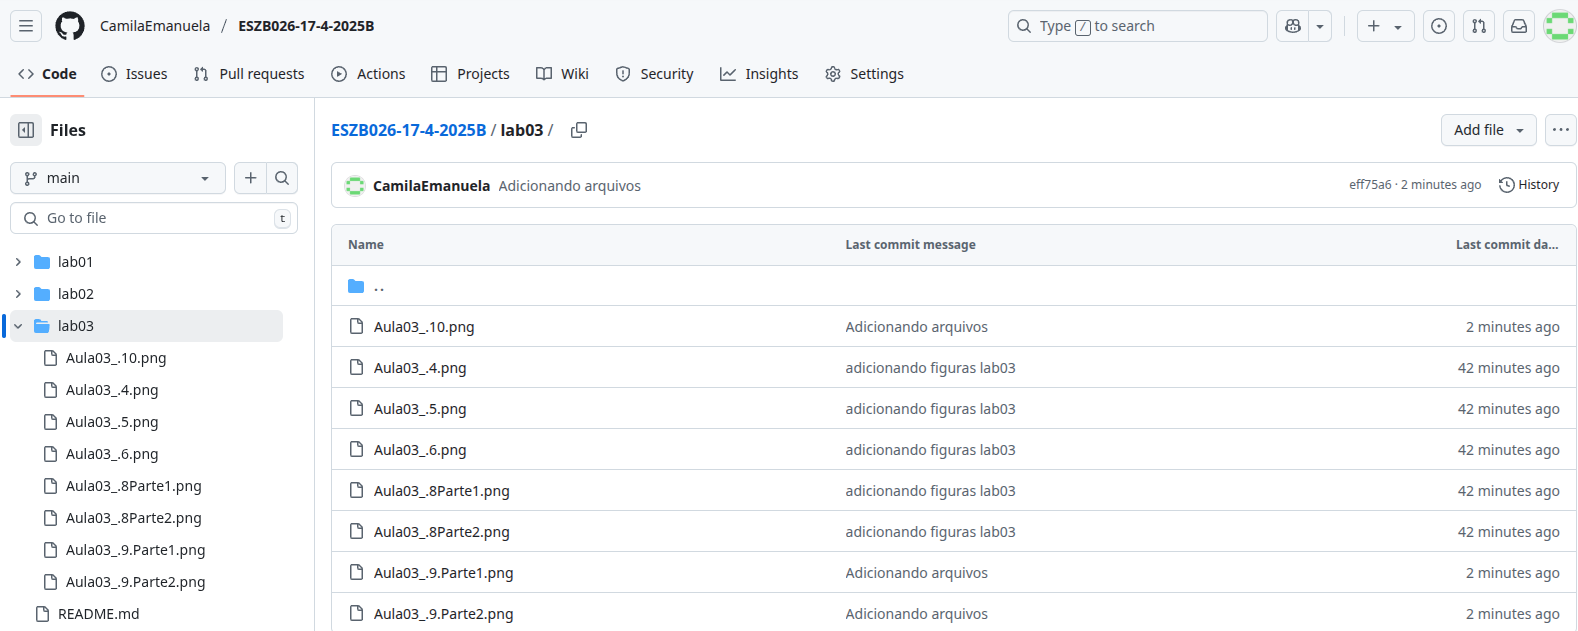 CamilaEmanuela / ESZB026-17-4-2025B
Type / to search
Code Issues Pull requests Actions Projects Wiki Security Insights Settings
Files
main
Go to file t
lab01
lab02
lab03
Aula03_.10.png
Aula03_.4.png
Aula03_.5.png
Aula03_.6.png
Aula03_.8Parte1.png
Aula03_.8Parte2.png
Aula03_.9.Parte1.png
Aula03_.9.Parte2.png
README.md
ESZB026-17-4-2025B / lab03 /
Add file
CamilaEmanuela Adicionando arquivos eff75a6 · 2 minutes ago History
Name Last commit message Last commit da...
..
Aula03_.10.png Adicionando arquivos 2 minutes ago
Aula03_.4.png adicionando figuras lab03 42 minutes ago
Aula03_.5.png adicionando figuras lab03 42 minutes ago
Aula03_.6.png adicionando figuras lab03 42 minutes ago
Aula03_.8Parte1.png adicionando figuras lab03 42 minutes ago
Aula03_.8Parte2.png adicionando figuras lab03 42 minutes ago
Aula03_.9.Parte1.png Adicionando arquivos 2 minutes ago
Aula03_.9.Parte2.png Adicionando arquivos 2 minutes ago